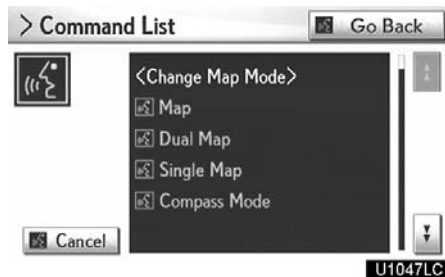 > Command List
Go Back
<Change Map Mode>
Map
Dual Map
Single Map
Compass Mode
Cancel
U1047LC